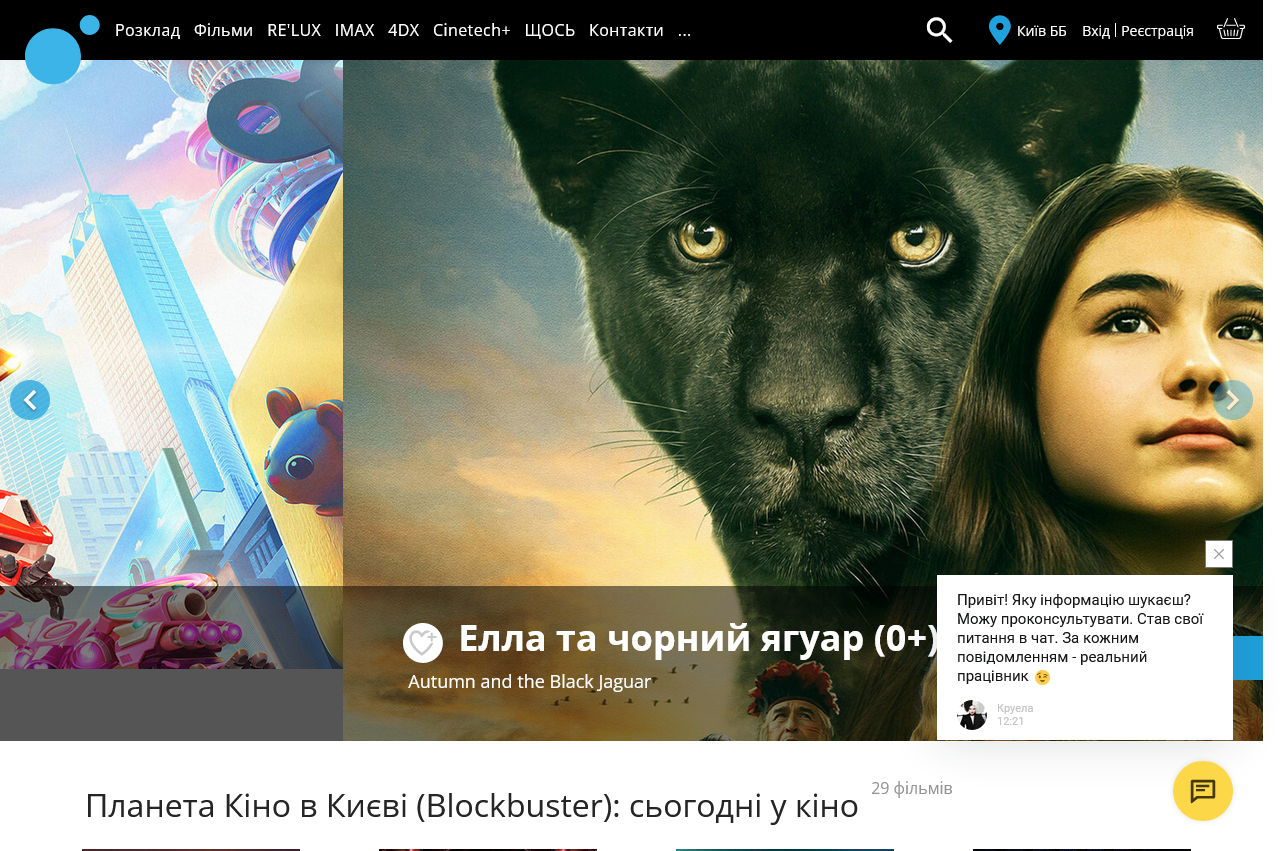 Розклад Фільми RE'LUX IMAX 4DX Cinetech+ ЩОСЬ Контакти ...
Київ ББ Вхід | Реєстрація
Елла та чорний ягуар (0+)
Autumn and the Black Jaguar
Привіт! Яку інформацію шукаєш?
Можу проконсультувати. Став свої
питання в чат. За кожним
повідомленням - реальний
працівник 😉
Круела
12:21
Планета Кіно в Києві (Blockbuster): сьогодні у кіно
29 фільмів